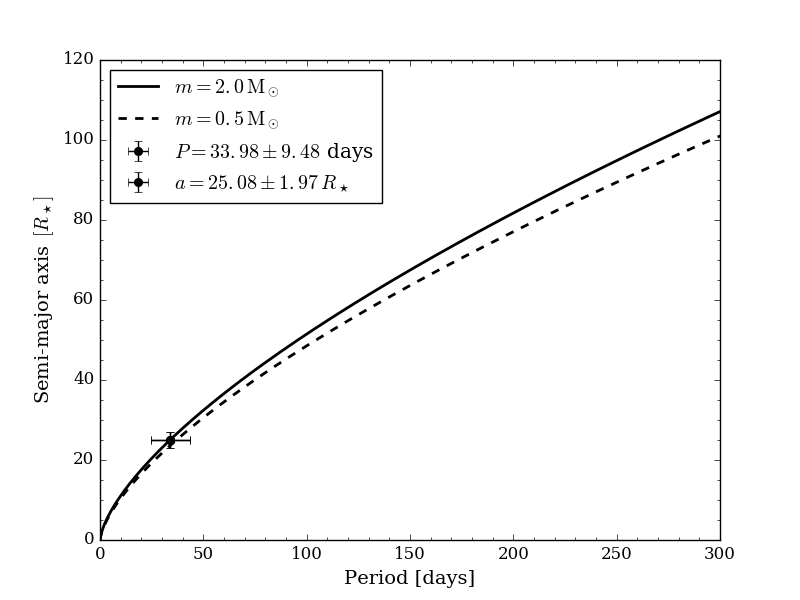 m = 2.0 M⊙
m = 0.5 M⊙
P = 33.98 ± 9.48 days
a = 25.08 ± 1.97 R⋆
120
100
80
60
40
20
0
Semi-major axis [R⋆]
0 50 100 150 200 250 300
Period [days]